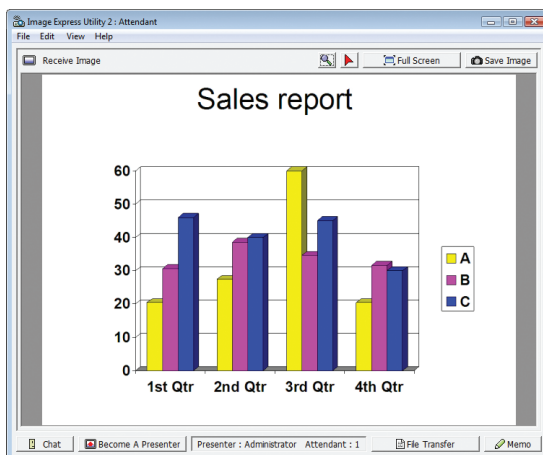 Image Express Utility 2 : Attendant
File Edit View Help
Receive Image Full Screen Save Image
Sales report
60
50
40
30
20
10
0
1st Qtr 2nd Qtr 3rd Qtr 4th Qtr
A
B
C
Chat Become A Presenter Presenter : Administrator Attendant : 1 File Transfer Memo